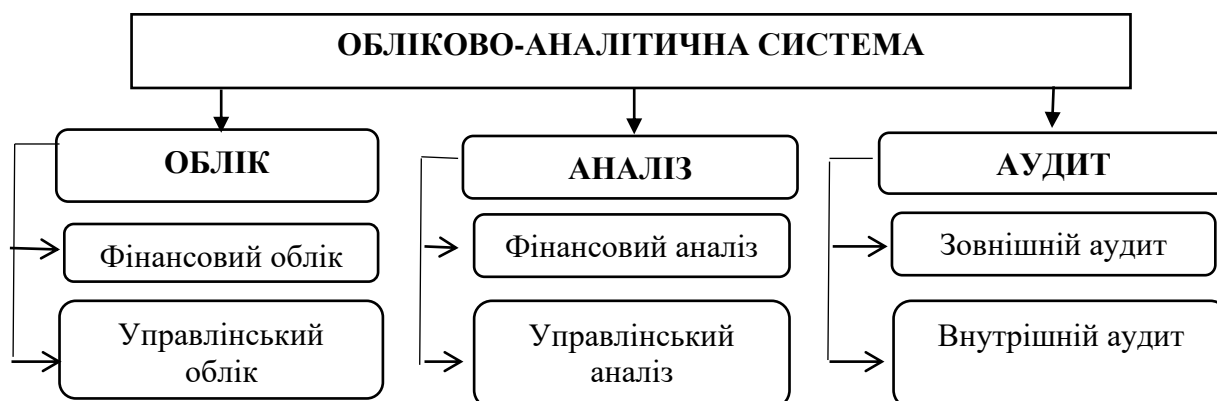 ОБЛІКОВО-АНАЛІТИЧНА СИСТЕМА
ОБЛІК
АНАЛІЗ
АУДИТ
Фінансовий облік
Фінансовий аналіз
Зовнішній аудит
Управлінський
облік
Управлінський
аналіз
Внутрішній аудит